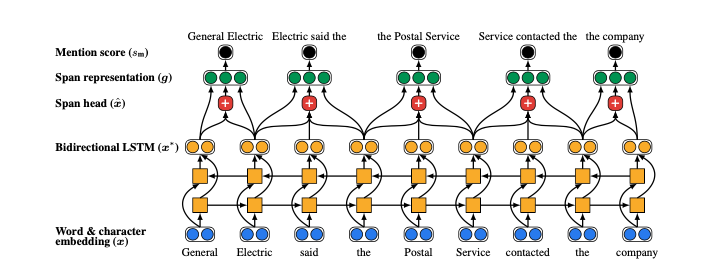 General Electric Electric said the the Postal Service Service contacted the the company
Mention score (s_m)
Span representation (g)
+ + + + +
Span head (x̂)
Bidirectional LSTM (x*)
Word & character
embedding (x)
General Electric said the Postal Service contacted the company